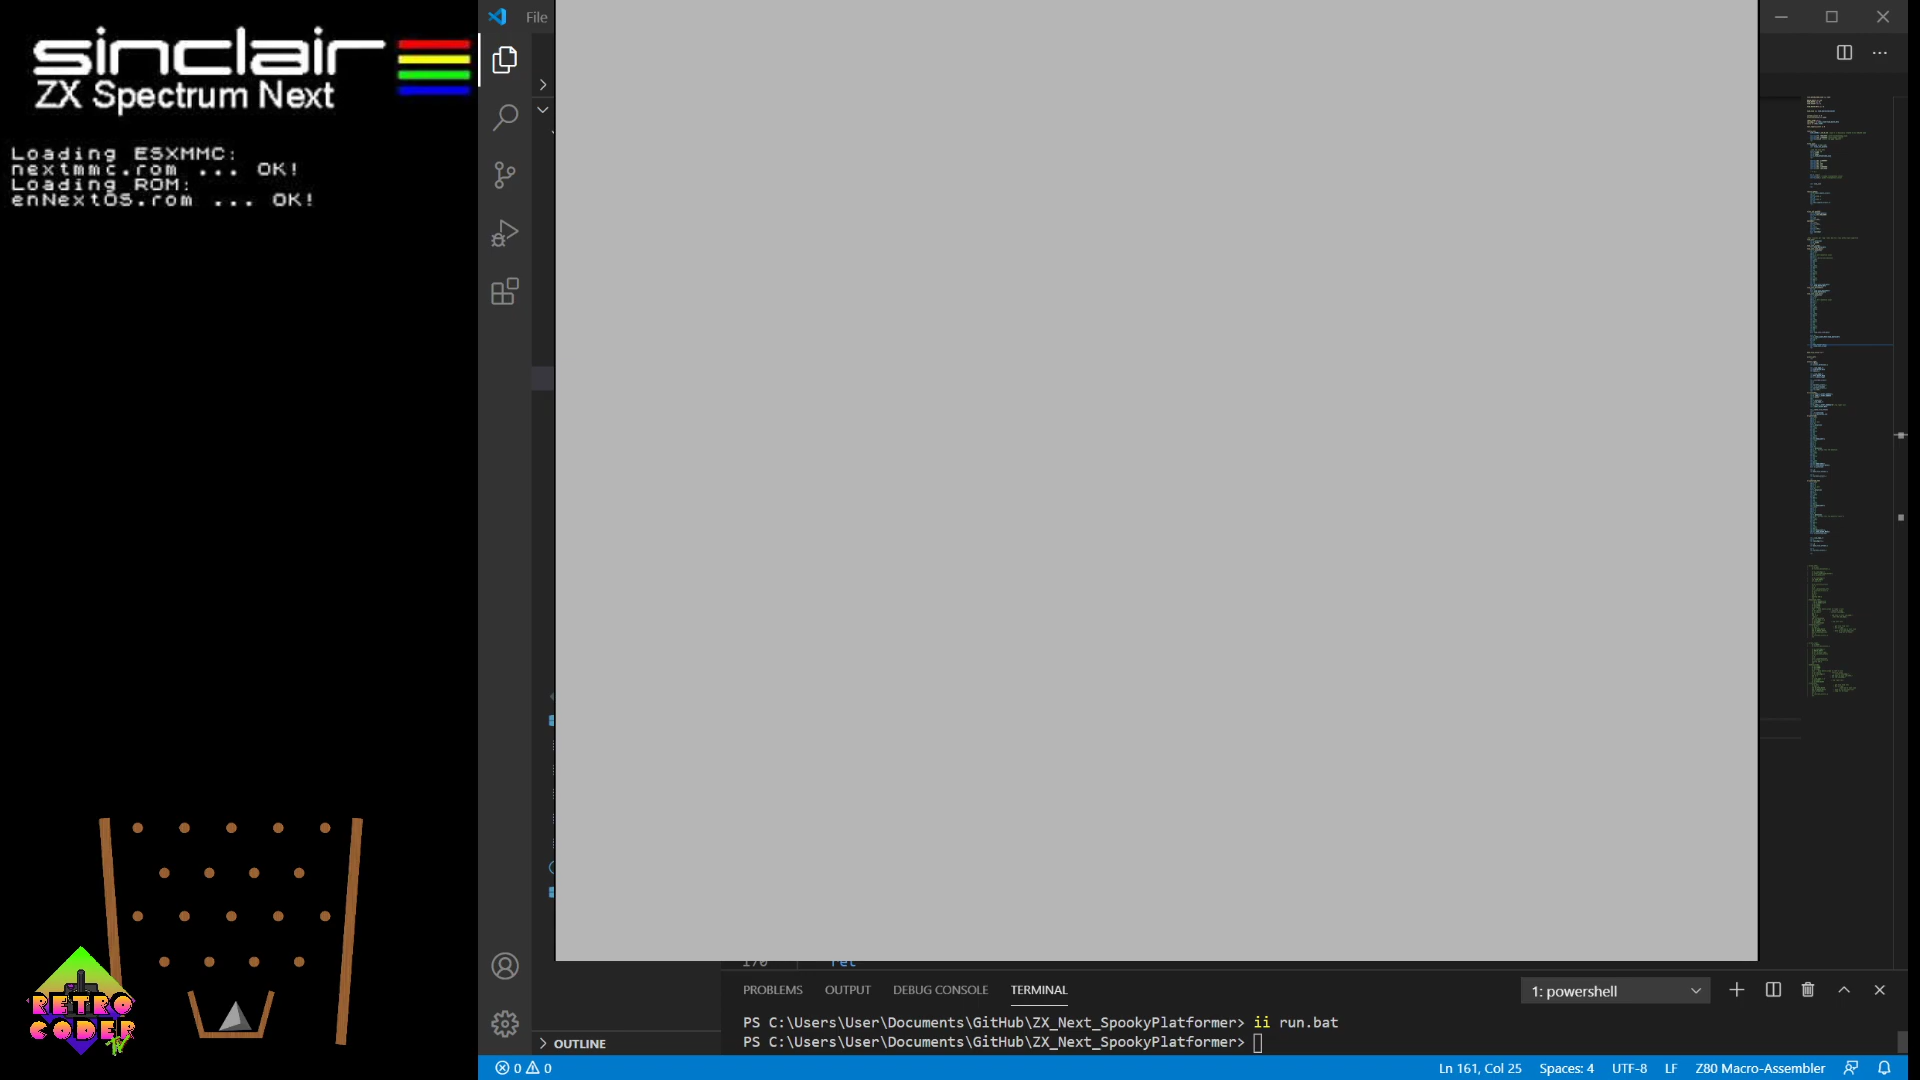 sinclair
ZX Spectrum Next
Loading ESXMMC:
nextmmc.rom ... OK!
Loading ROM:
enNextOS.rom ... OK!
RETRO
CODER
TV
File
ret
PROBLEMS OUTPUT DEBUG CONSOLE TERMINAL
1: powershell
PS C:\Users\User\Documents\GitHub\ZX_Next_SpookyPlatformer> ii run.bat
PS C:\Users\User\Documents\GitHub\ZX_Next_SpookyPlatformer>
OUTLINE
0 0
Ln 161, Col 25 Spaces: 4 UTF-8 LF Z80 Macro-Assembler